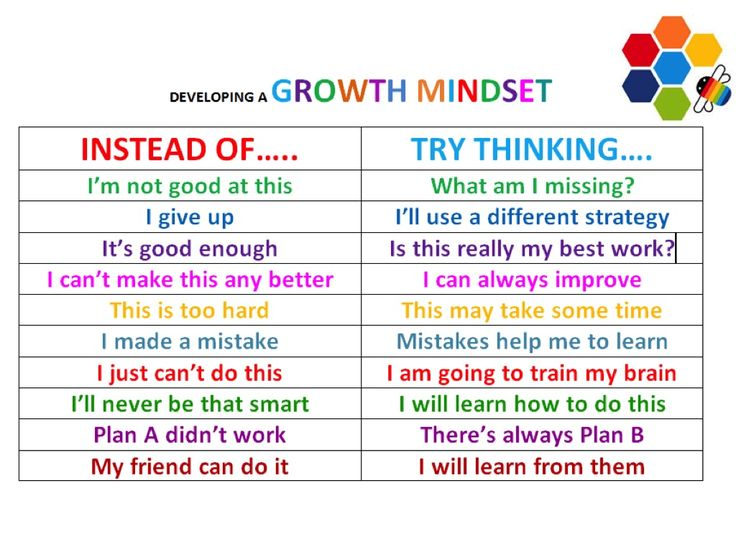 DEVELOPING A GROWTH MINDSET
INSTEAD OF….. TRY THINKING….
I’m not good at this What am I missing?
I give up I’ll use a different strategy
It’s good enough Is this really my best work?
I can’t make this any better I can always improve
This is too hard This may take some time
I made a mistake Mistakes help me to learn
I just can’t do this I am going to train my brain
I’ll never be that smart I will learn how to do this
Plan A didn’t work There’s always Plan B
My friend can do it I will learn from them